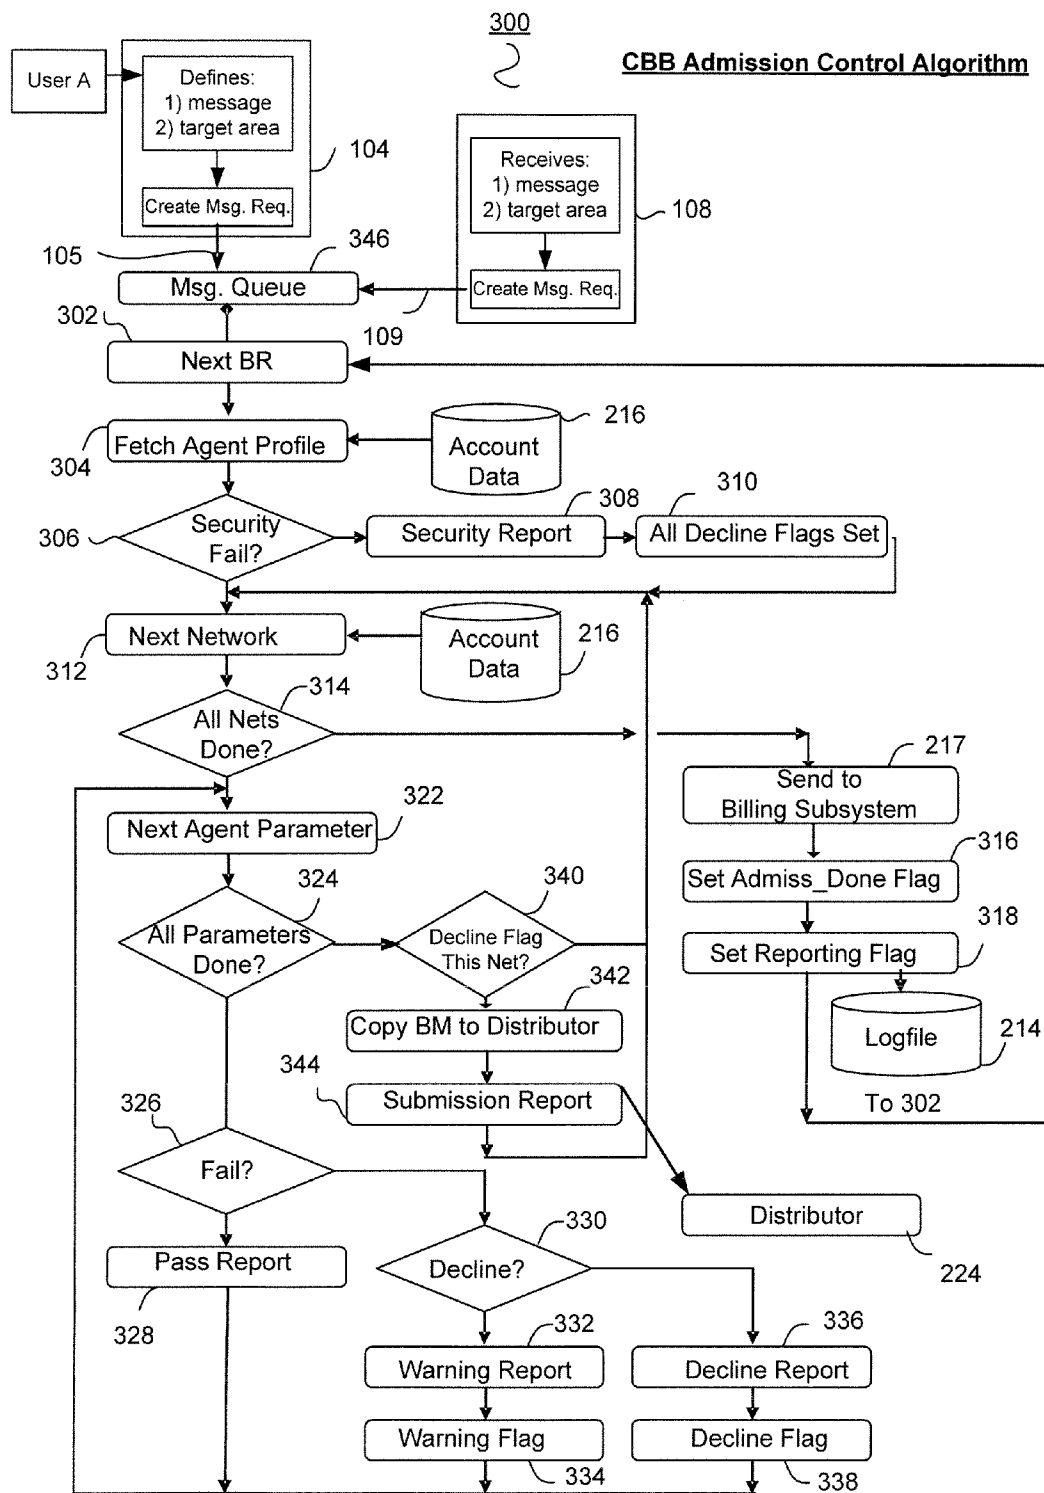 300
CBB Admission Control Algorithm
User A
Defines:
1) message
2) target area
Create Msg. Req.
104
Receives:
1) message
2) target area
Create Msg. Req.
108
105
346
Msg. Queue
109
302
Next BR
304
Fetch Agent Profile
Account
Data
216
306
Security
Fail?
308
Security Report
310
All Decline Flags Set
312
Next Network
Account
Data
216
314
All Nets
Done?
217
Send to
Billing Subsystem
322
Next Agent Parameter
316
Set Admiss_Done Flag
324
All Parameters
Done?
340
Decline Flag
This Net?
318
Set Reporting Flag
342
Copy BM to Distributor
Logfile
214
344
Submission Report
To 302
326
Fail?
Distributor
224
Pass Report
328
330
Decline?
332
Warning Report
336
Decline Report
Warning Flag
334
Decline Flag
338